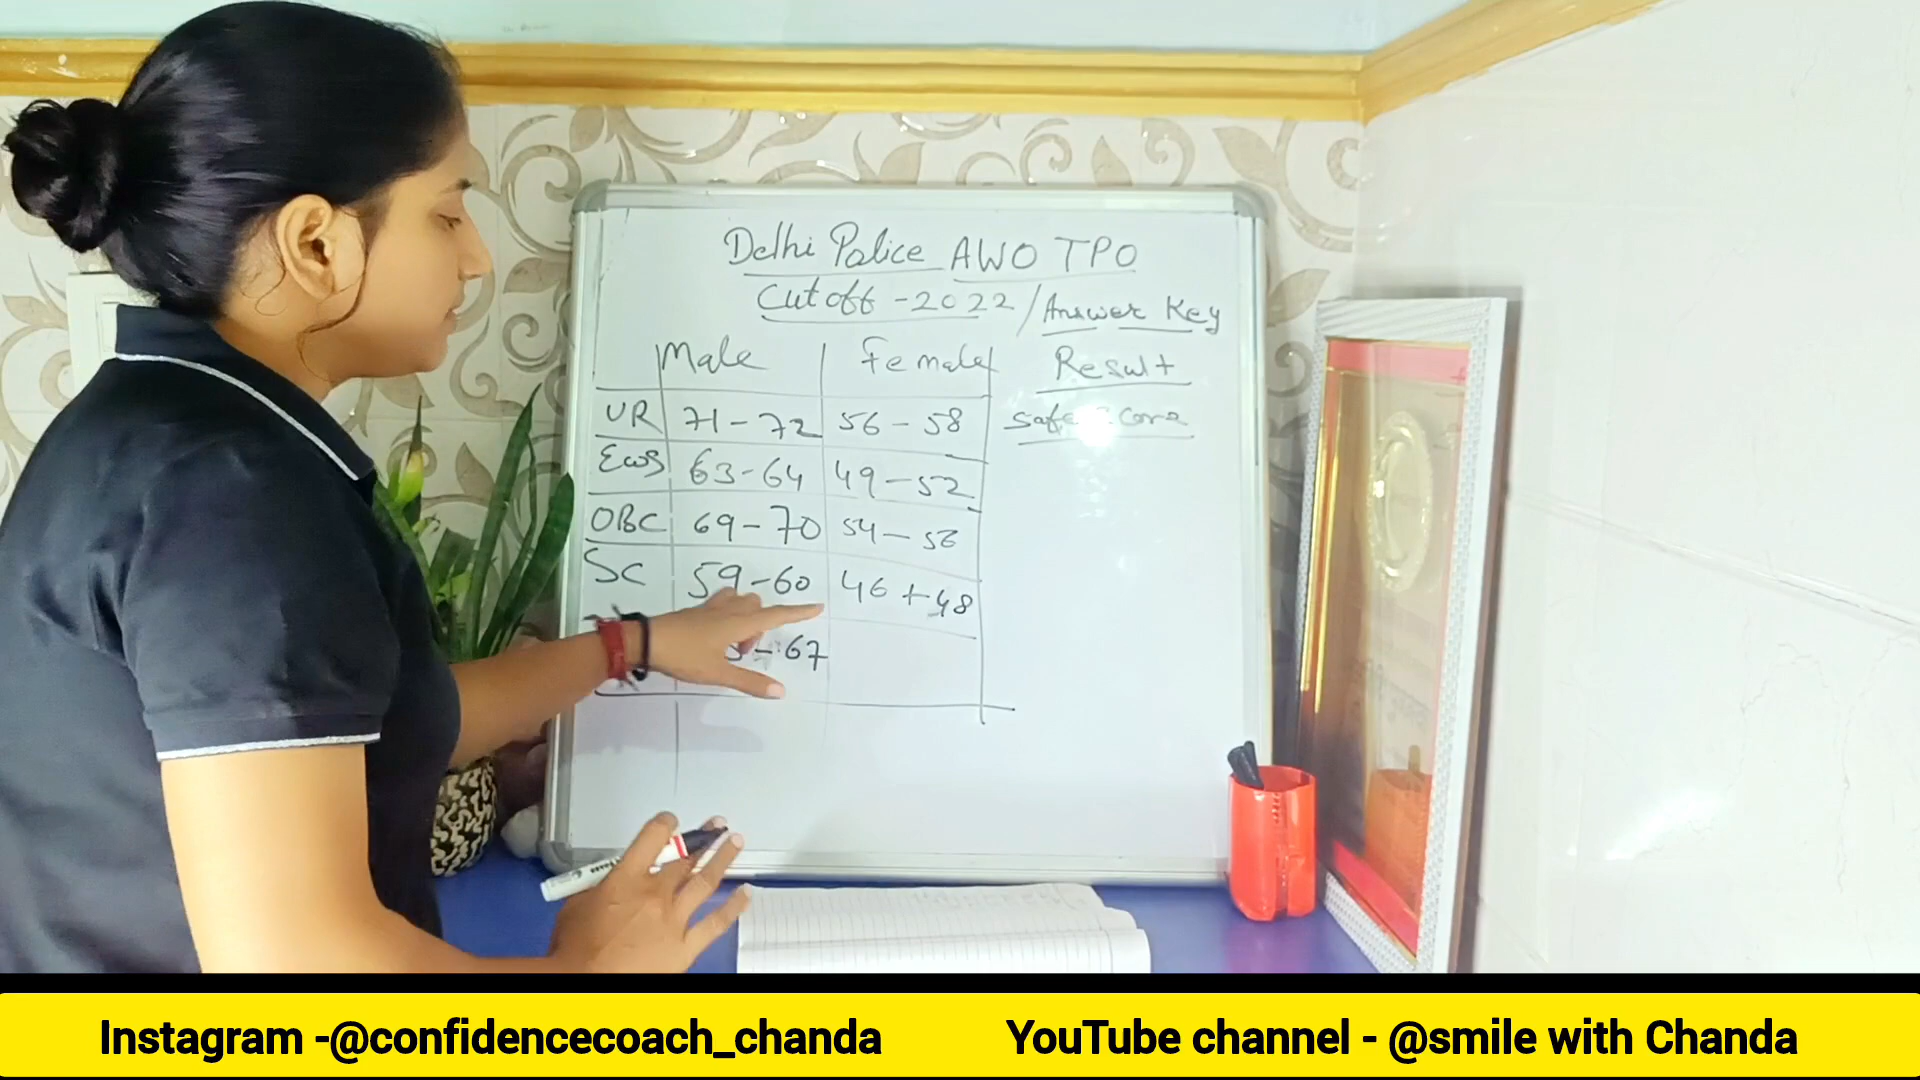 Delhi Police AWO TPO
Cutoff - 2022 / Answer Key
Male Female Result
UR 71 - 72 56 - 58 Safe Score
EWS 63 - 64 49 - 52
OBC 69 - 70 54 - 56
SC 59 - 60 46 + 48
- 67
Instagram -@confidencecoach_chanda YouTube channel - @smile with Chanda